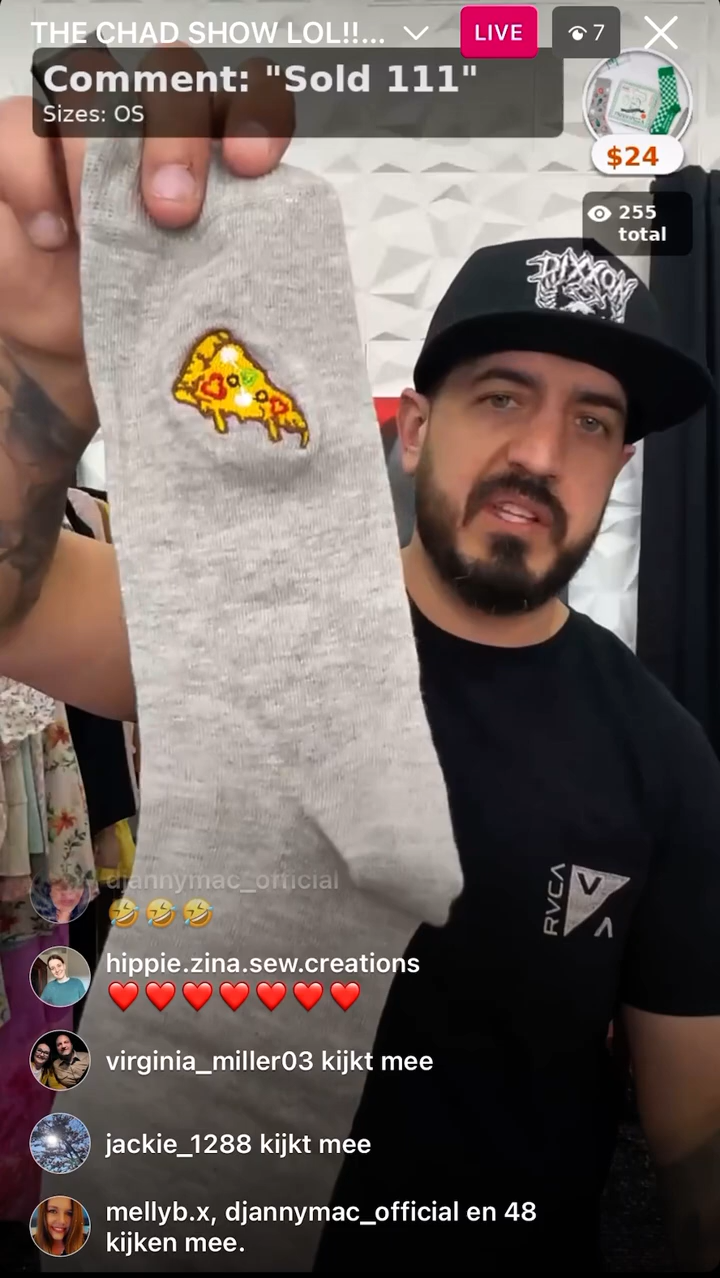 THE CHAD SHOW LOL!!...
LIVE
7
Comment: "Sold 111"
Sizes: OS
$24
255
total
DIXXON
RVCA
djannymac_official
🤣🤣🤣
hippie.zina.sew.creations
❤️❤️❤️❤️❤️❤️❤️
virginia_miller03 kijkt mee
jackie_1288 kijkt mee
mellyb.x, djannymac_official en 48
kijken mee.